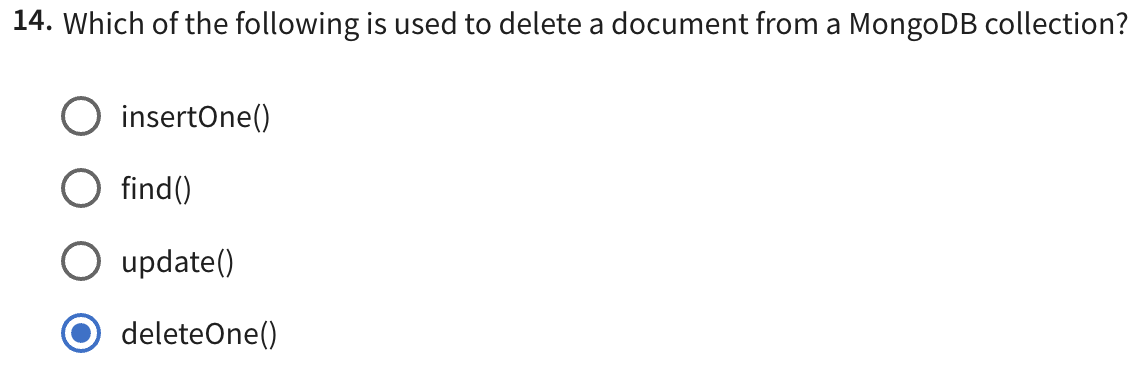 14. Which of the following is used to delete a document from a MongoDB collection?
insertOne()
find()
update()
deleteOne()